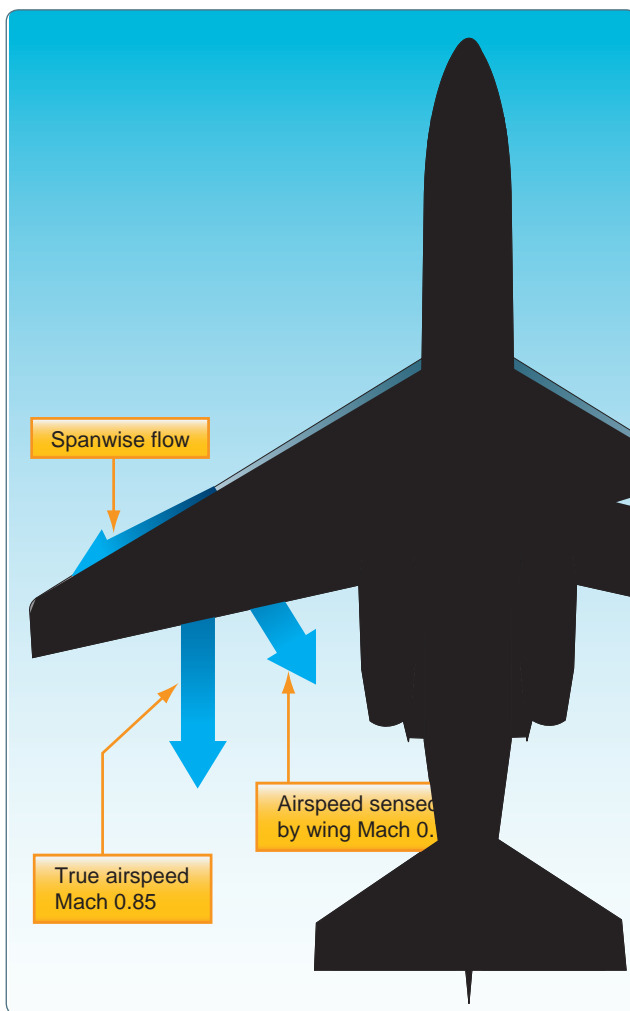 Spanwise flow
Airspeed sensed
by wing Mach 0.
True airspeed
Mach 0.85